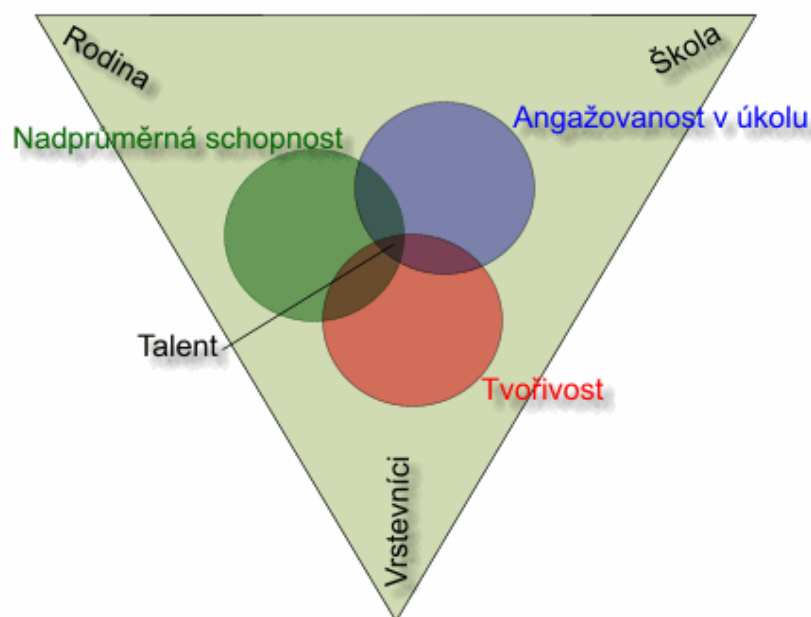 Rodina
Škola
Angažovanost v úkolu
Nadprůměrná schopnost
Talent
Tvořivost
Vrstevníci